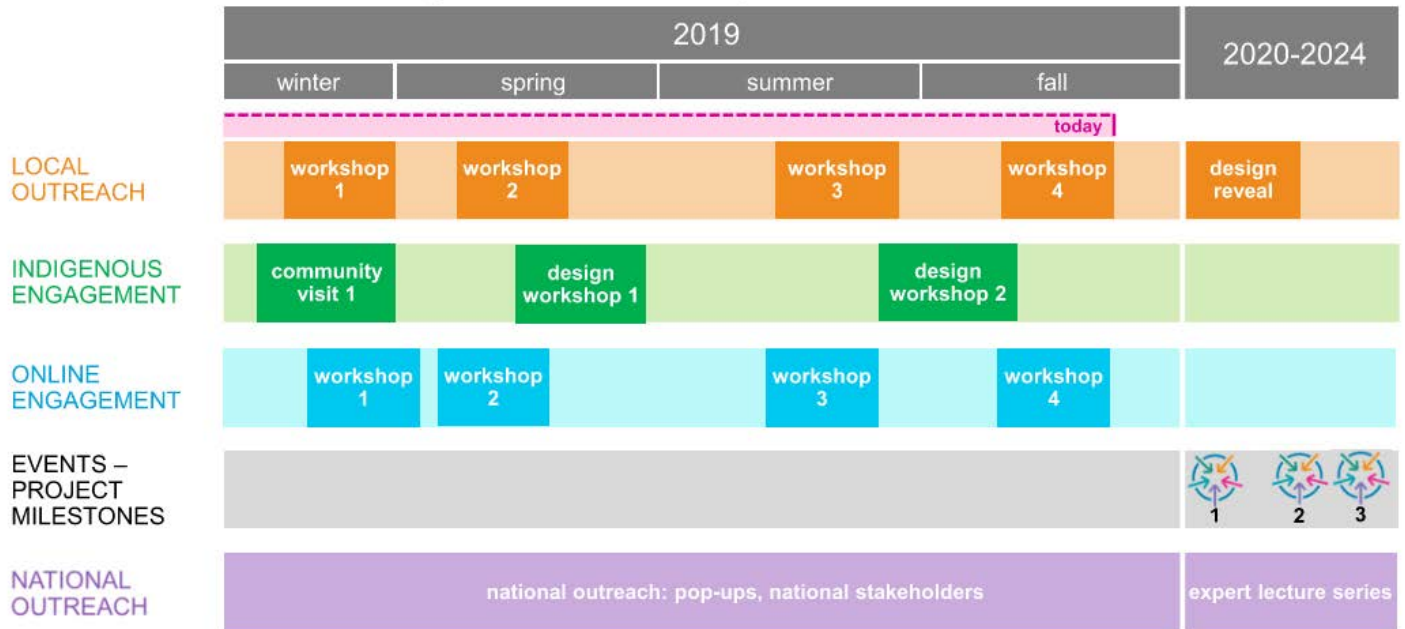 2019
2020-2024
winter
spring
summer
fall
today
LOCAL
OUTREACH
workshop
1
workshop
2
workshop
3
workshop
4
design
reveal
INDIGENOUS
ENGAGEMENT
community
visit 1
design
workshop 1
design
workshop 2
ONLINE
ENGAGEMENT
workshop
1
workshop
2
workshop
3
workshop
4
EVENTS –
PROJECT
MILESTONES
1
2
3
NATIONAL
OUTREACH
national outreach: pop-ups, national stakeholders
expert lecture series